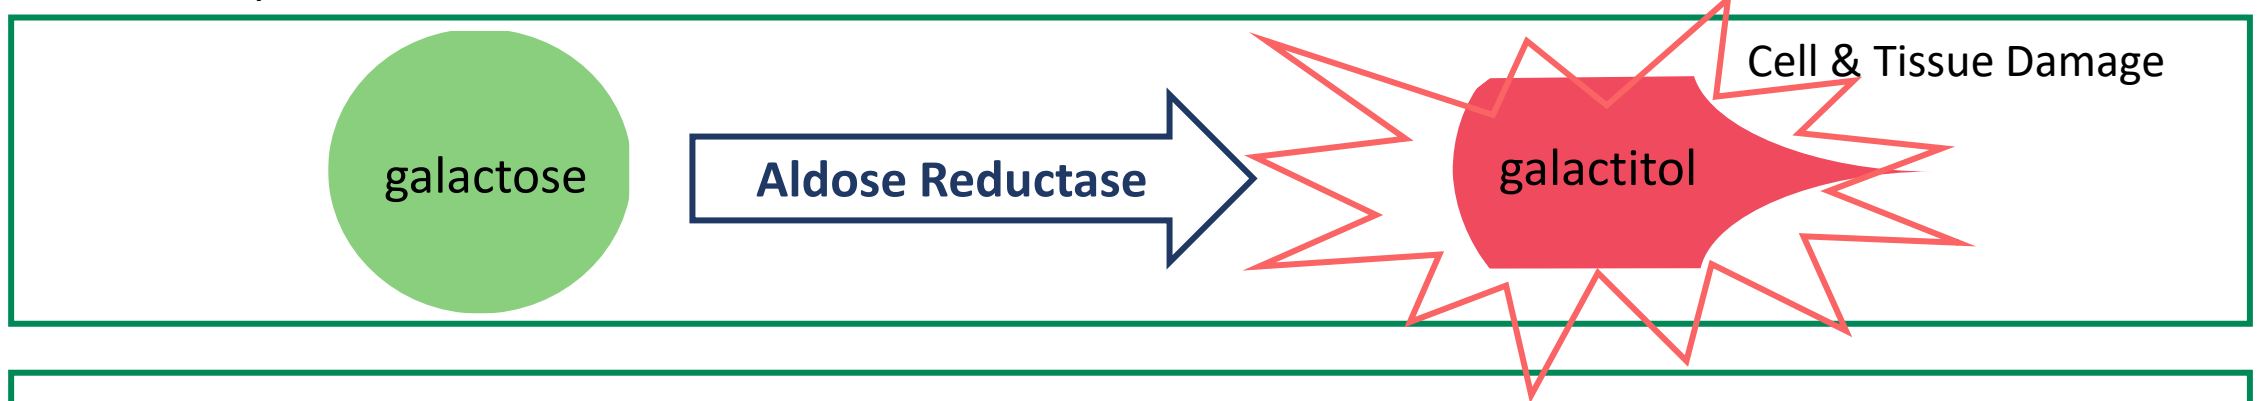 Cell & Tissue Damage
galactose
Aldose Reductase
galactitol